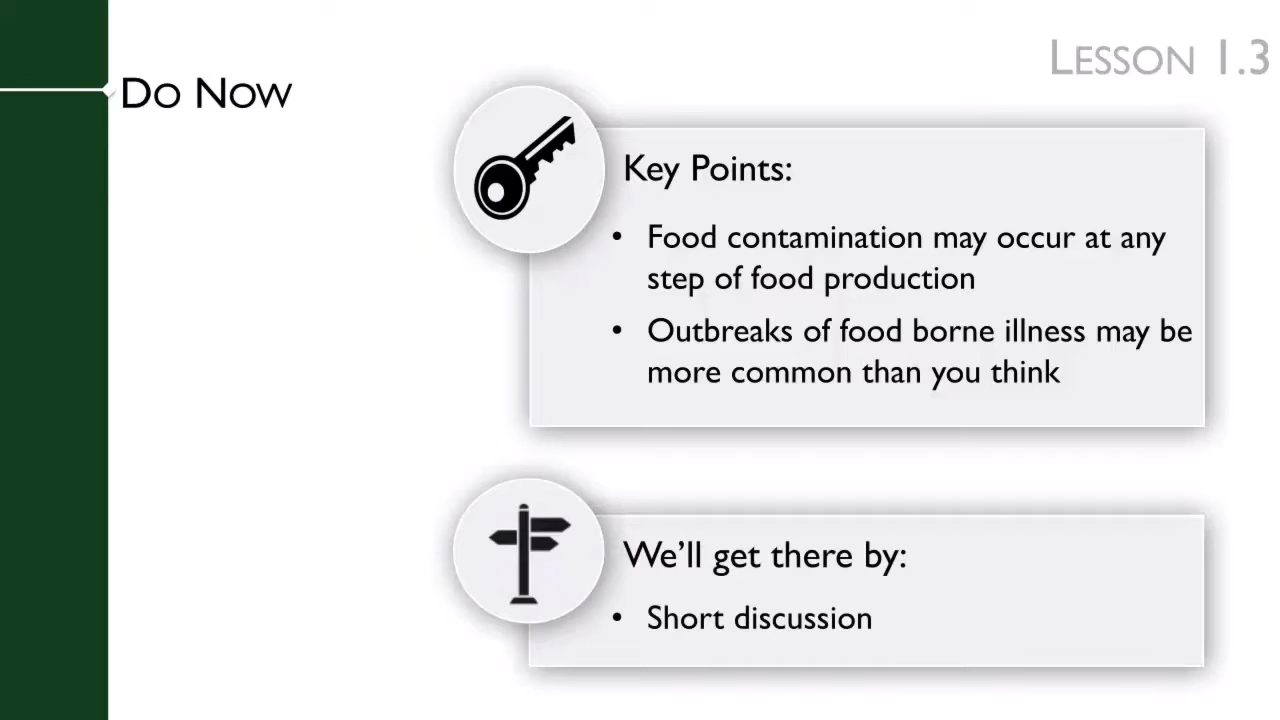 LESSON 1.3
DO NOW
Key Points:
• Food contamination may occur at any
step of food production
• Outbreaks of food borne illness may be
more common than you think
We'll get there by:
• Short discussion